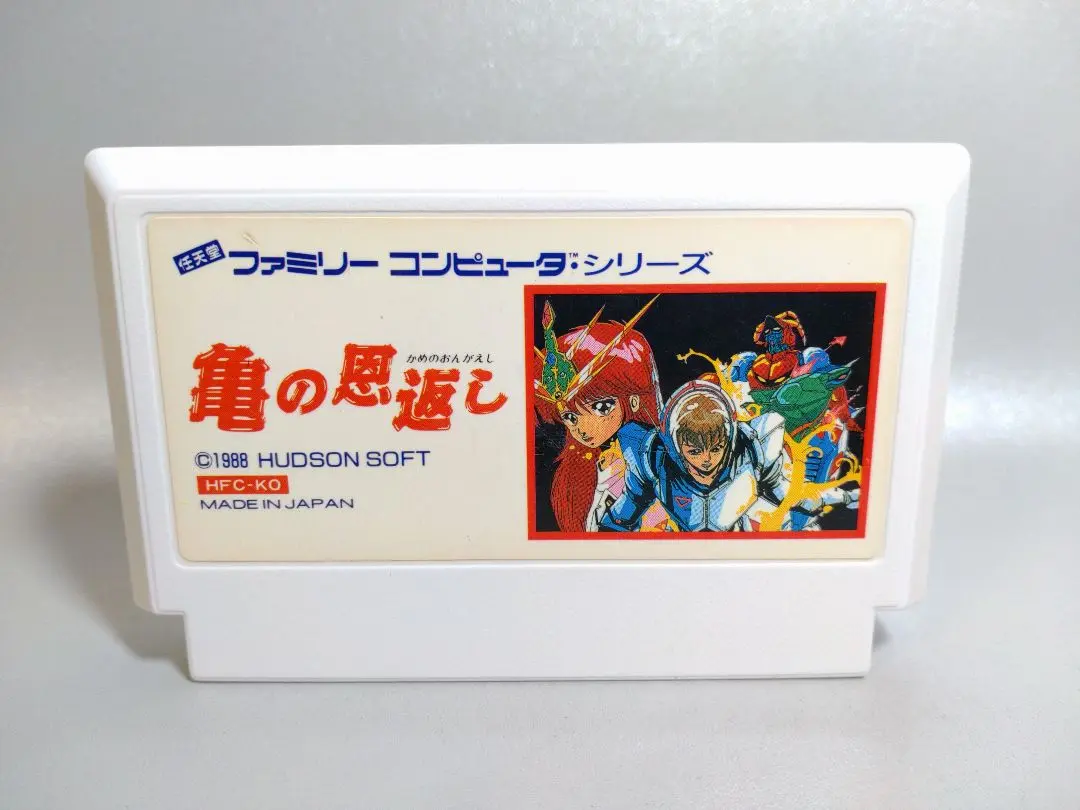 任天堂 ファミリー コンピュータ™・シリーズ
かめのおんがえし
亀の恩返し
©1988 HUDSON SOFT
HFC-KO
MADE IN JAPAN